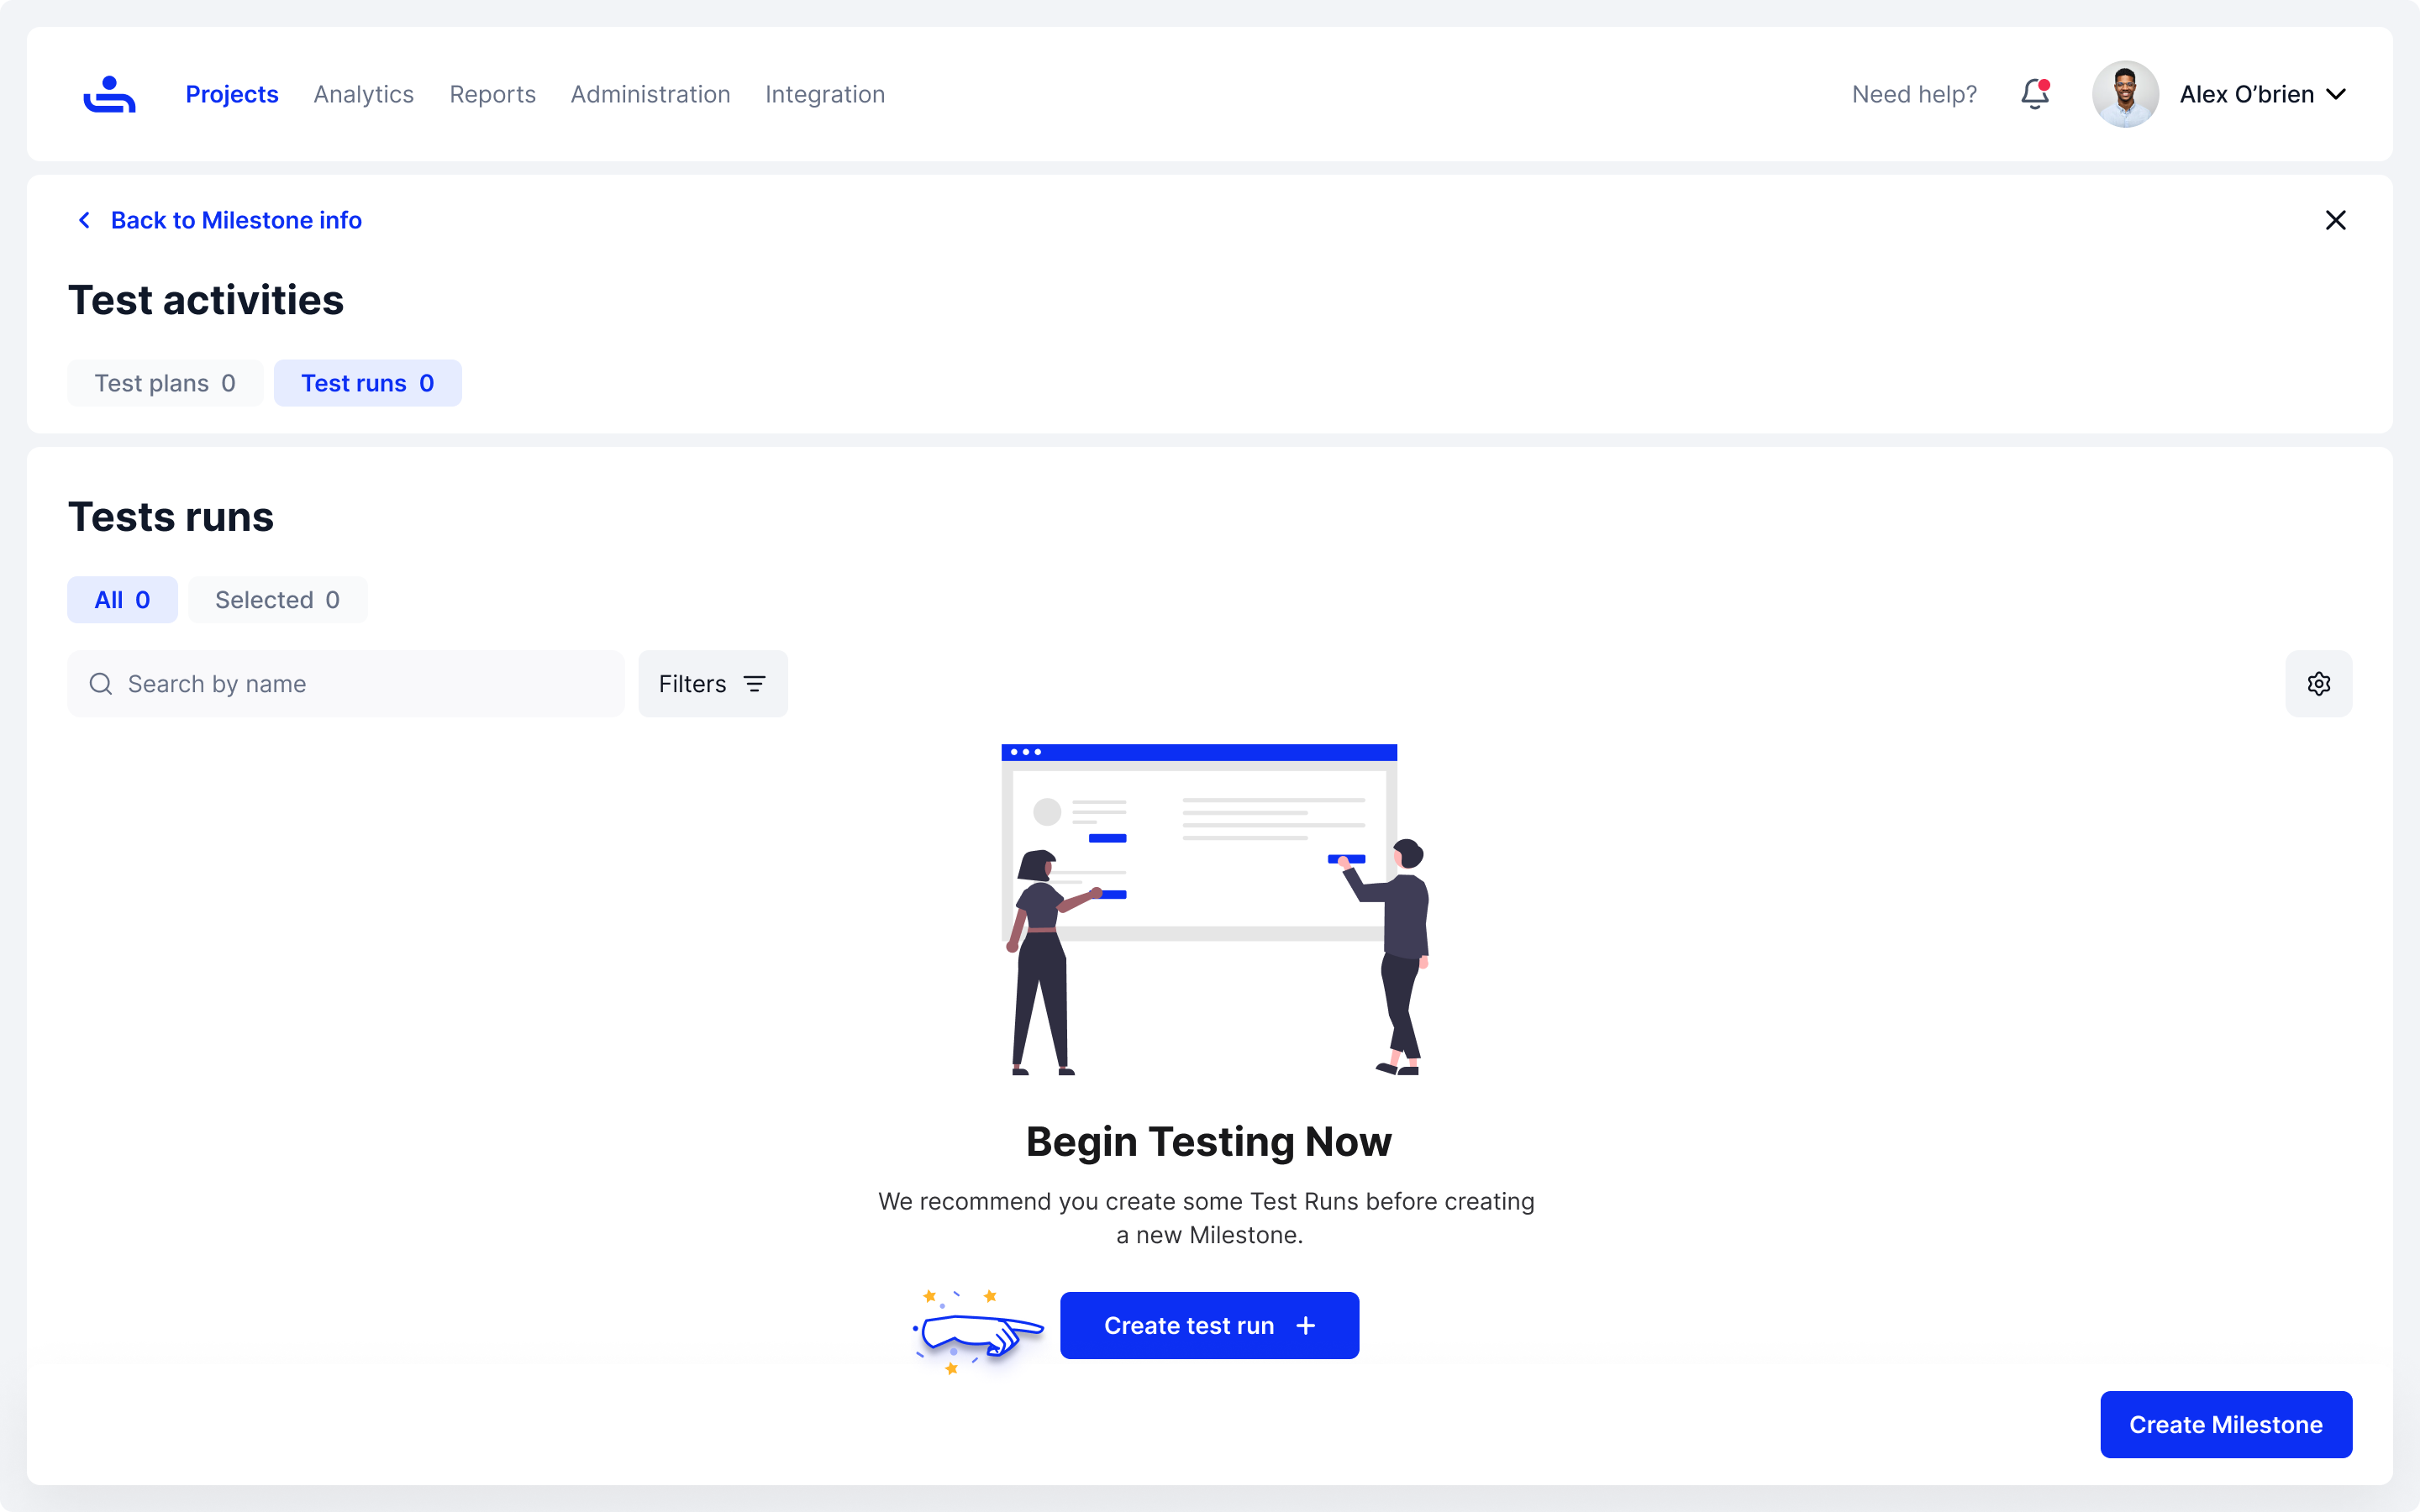 Projects Analytics Reports Administration Integration Need help? Alex O’brien
Back to Milestone info
Test activities
Test plans 0 Test runs 0
Tests runs
All 0 Selected 0
Search by name Filters
Begin Testing Now
We recommend you create some Test Runs before creating
a new Milestone.
Create test run +
Create Milestone